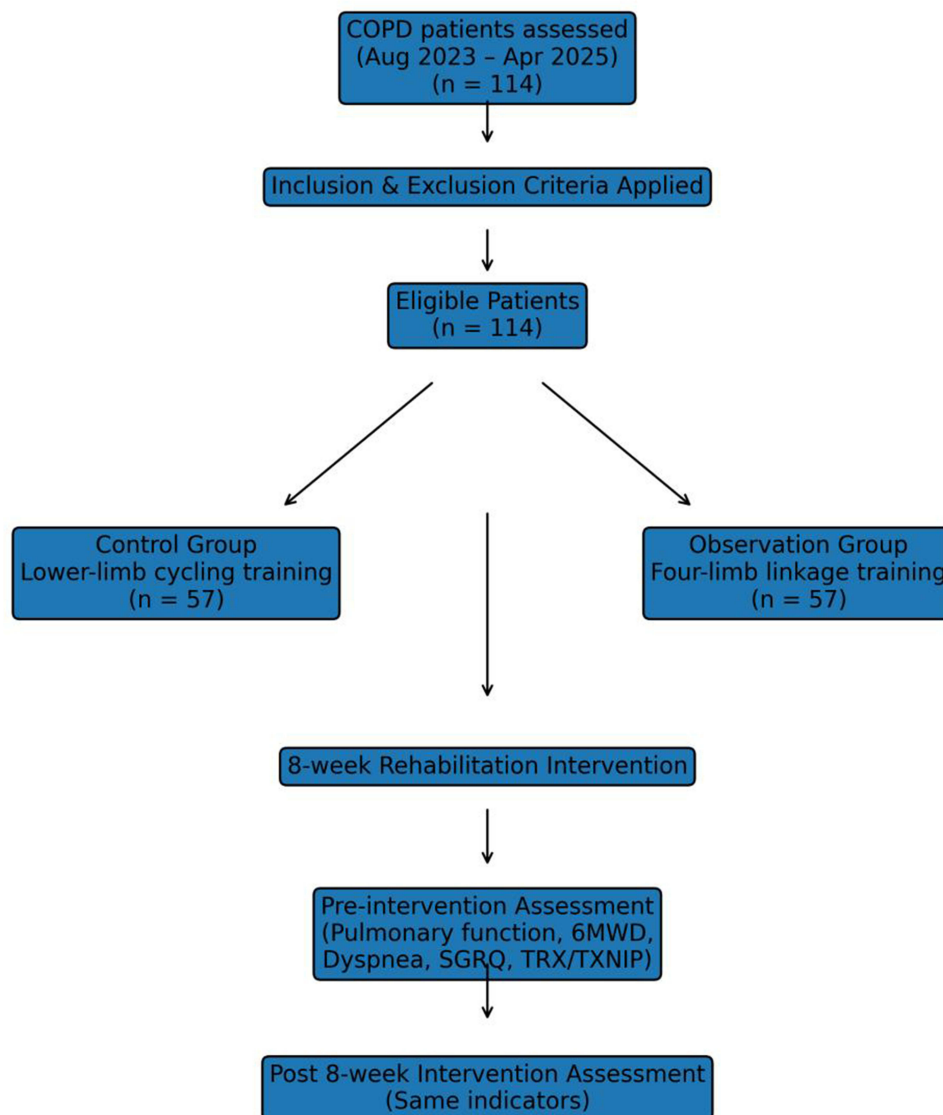 COPD patients assessed
(Aug 2023 – Apr 2025)
(n = 114)
Inclusion & Exclusion Criteria Applied
Eligible Patients
(n = 114)
Control Group
Lower-limb cycling training
(n = 57)
Observation Group
Four-limb linkage training
(n = 57)
8-week Rehabilitation Intervention
Pre-intervention Assessment
(Pulmonary function, 6MWD,
Dyspnea, SGRQ, TRX/TXNIP)
Post 8-week Intervention Assessment
(Same indicators)